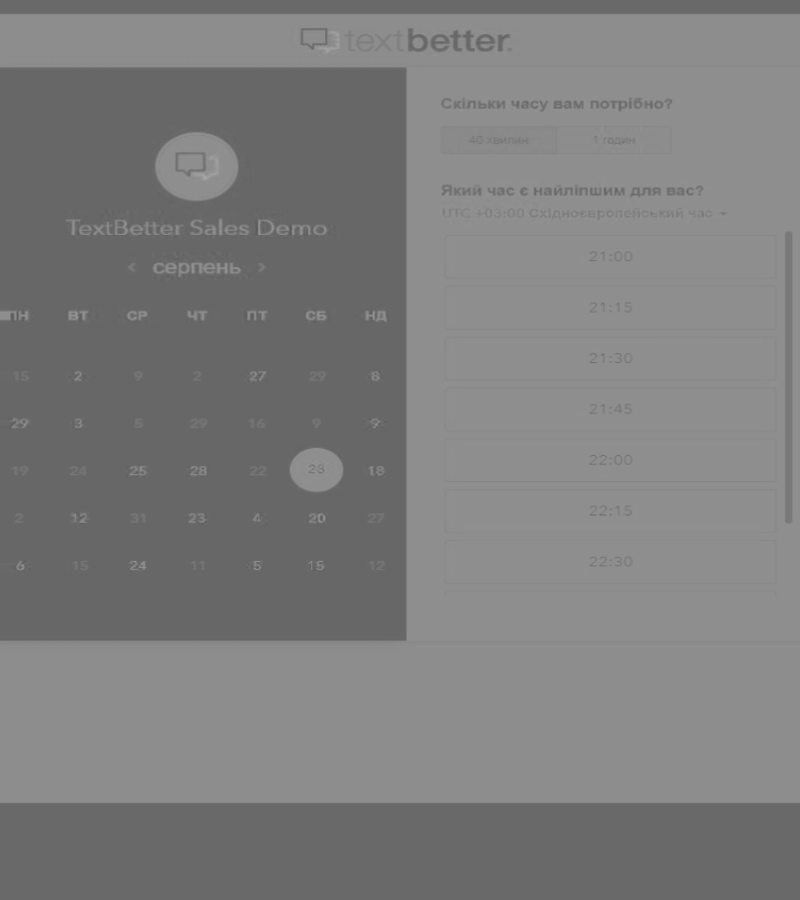 textbetter.
TextBetter Sales Demo
‹ серпень ›
ПН ВТ СР ЧТ ПТ СБ НД
15 2 9 2 27 29 8
29 3 5 29 16 9 9
19 24 25 28 22 28 18
2 12 31 23 4 20 27
6 15 24 11 5 15 12
Скільки часу вам потрібно?
40 хвилин 1 годин
Який час є найліпшим для вас?
UTC +03:00 Східноєвропейський час
21:00
21:15
21:30
21:45
22:00
22:15
22:30